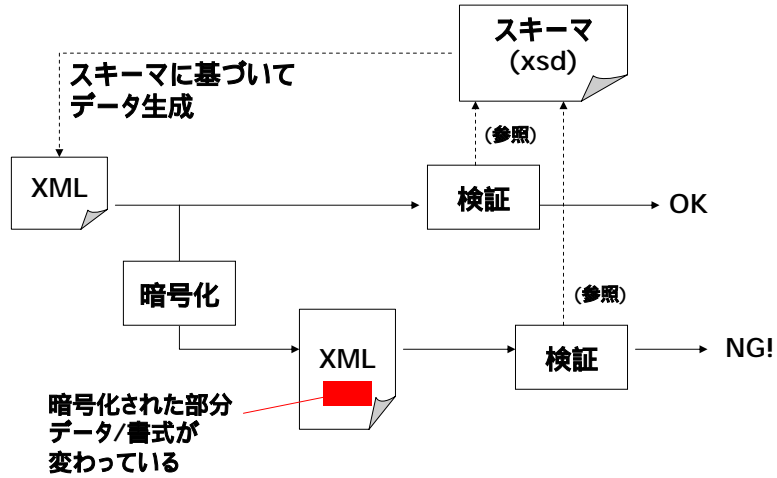 スキーマ
(xsd)
スキーマに基づいて
データ生成
(参照)
XML
検証
OK
暗号化
(参照)
XML
検証
NG!
暗号化された部分
データ/書式が
変わっている